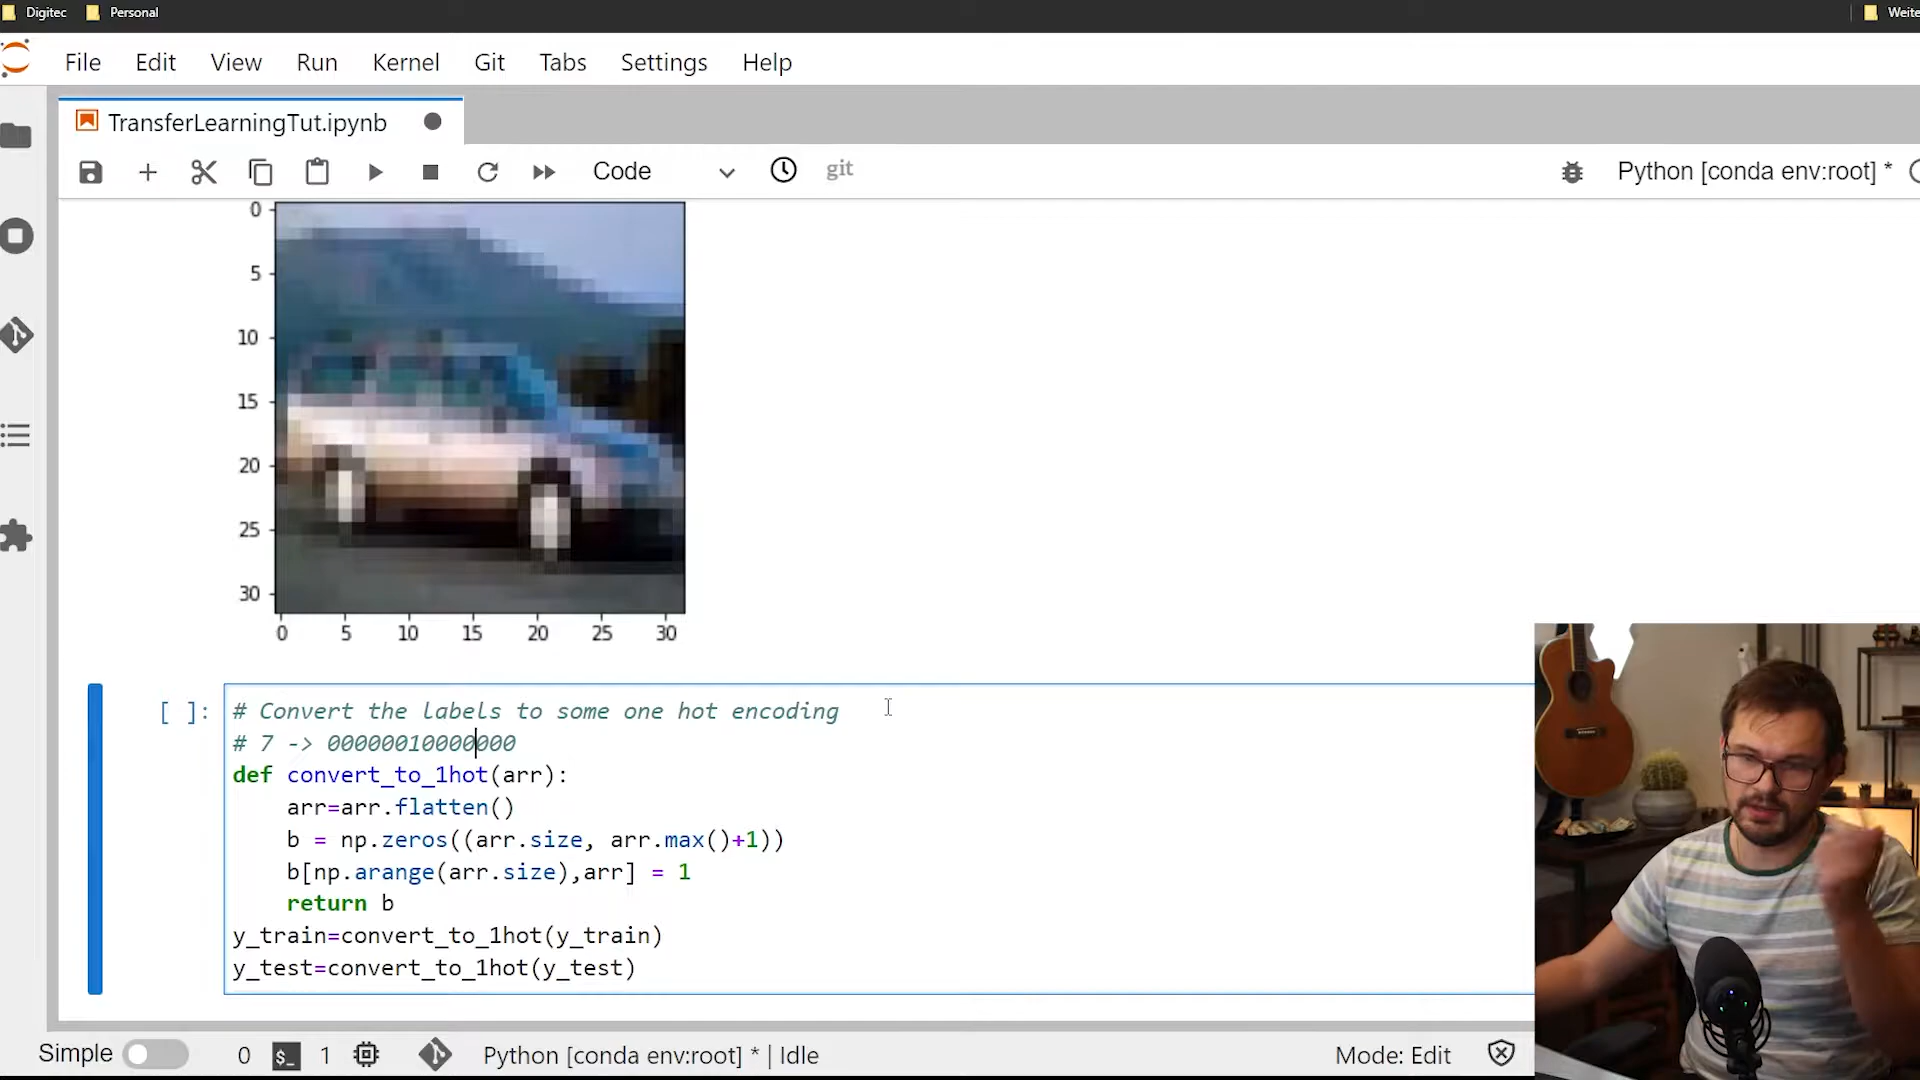 Digitec Personal Weite
File Edit View Run Kernel Git Tabs Settings Help
TransferLearningTut.ipynb
Code git Python [conda env:root] *
0
5
10
15
20
25
30
0 5 10 15 20 25 30
[ ]: # Convert the labels to some one hot encoding
# 7 -> 00000010000000
def convert_to_1hot(arr):
arr=arr.flatten()
b = np.zeros((arr.size, arr.max()+1))
b[np.arange(arr.size),arr] = 1
return b
y_train=convert_to_1hot(y_train)
y_test=convert_to_1hot(y_test)
Simple 0 $_ 1 Python [conda env:root] * | Idle Mode: Edit